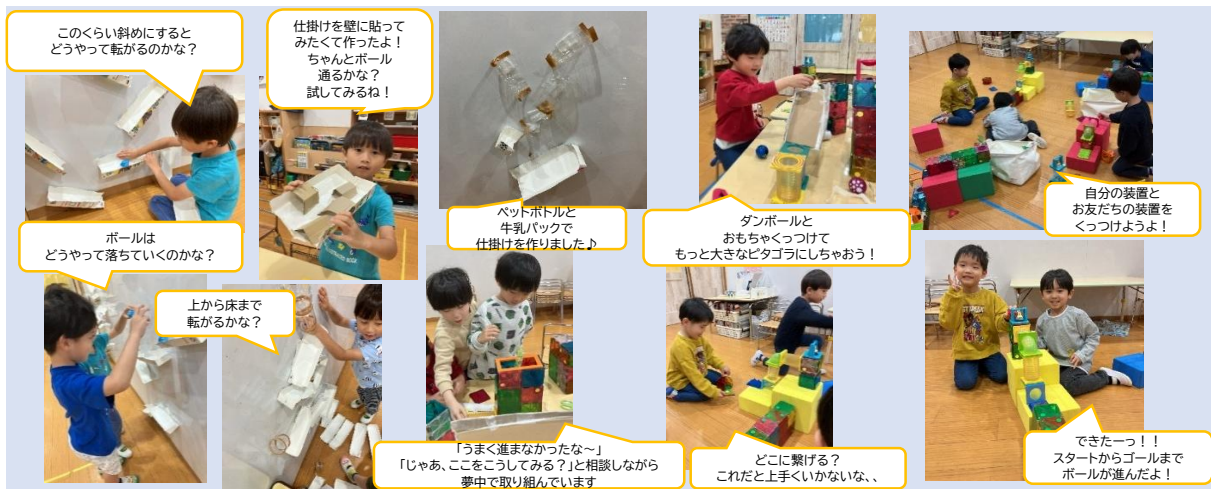 このくらい斜めにすると
どうやって転がるのかな？
仕掛けを壁に貼って
みたくて作ったよ！
ちゃんとボール
通るかな？
試してみるね！
ペットボトルと
牛乳パックで
仕掛けを作りました♪
ダンボールと
おもちゃくっつけて
もっと大きなピタゴラにしちゃおう！
自分の装置と
お友だちの装置を
くっつけようよ！
ボールは
どうやって落ちていくのかな？
上から床まで
転がるかな？
「うまく進まなかったな～」
「じゃあ、ここをこうしてみる？」と相談しながら
夢中で取り組んでいます
どこに繋げる？
これだと上手くいかないな、、
できたーっ！！
スタートからゴールまで
ボールが進んだよ！